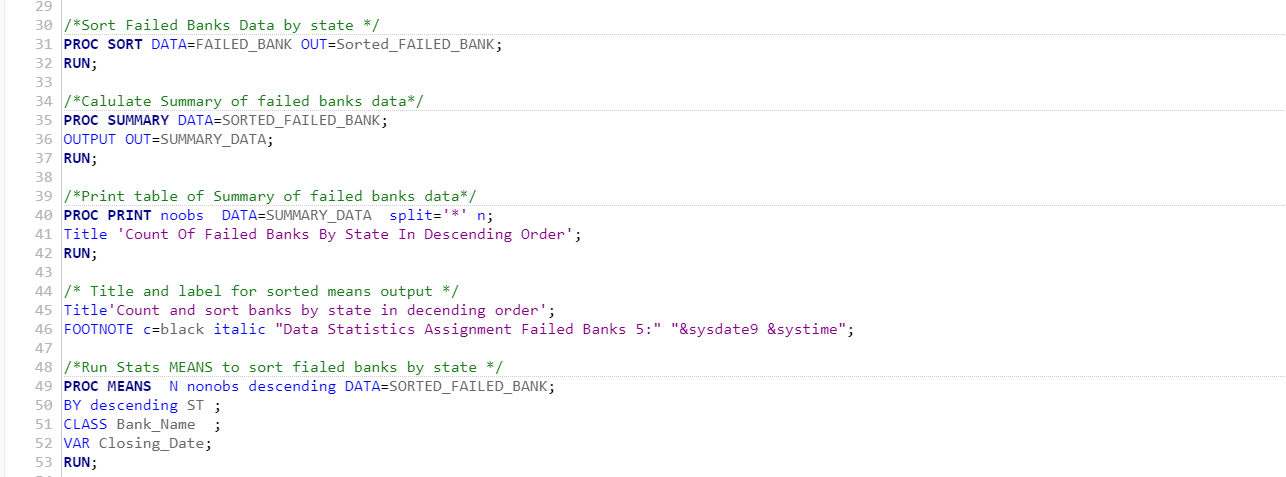 29
30 /*Sort Failed Banks Data by state */
31 PROC SORT DATA=FAILED_BANK OUT=Sorted_FAILED_BANK;
32 RUN;
33
34 /*Calulate Summary of failed banks data*/
35 PROC SUMMARY DATA=SORTED_FAILED_BANK;
36 OUTPUT OUT=SUMMARY_DATA;
37 RUN;
38
39 /*Print table of Summary of failed banks data*/
40 PROC PRINT noobs  DATA=SUMMARY_DATA  split='*' n;
41 Title 'Count Of Failed Banks By State In Descending Order';
42 RUN;
43
44 /* Title and label for sorted means output */
45 Title'Count and sort banks by state in decending order';
46 FOOTNOTE c=black italic "Data Statistics Assignment Failed Banks 5:" "&sysdate9 &systime";
47
48 /*Run Stats MEANS to sort fialed banks by state */
49 PROC MEANS  N nonobs descending DATA=SORTED_FAILED_BANK;
50 BY descending ST ;
51 CLASS Bank_Name  ;
52 VAR Closing_Date;
53 RUN;